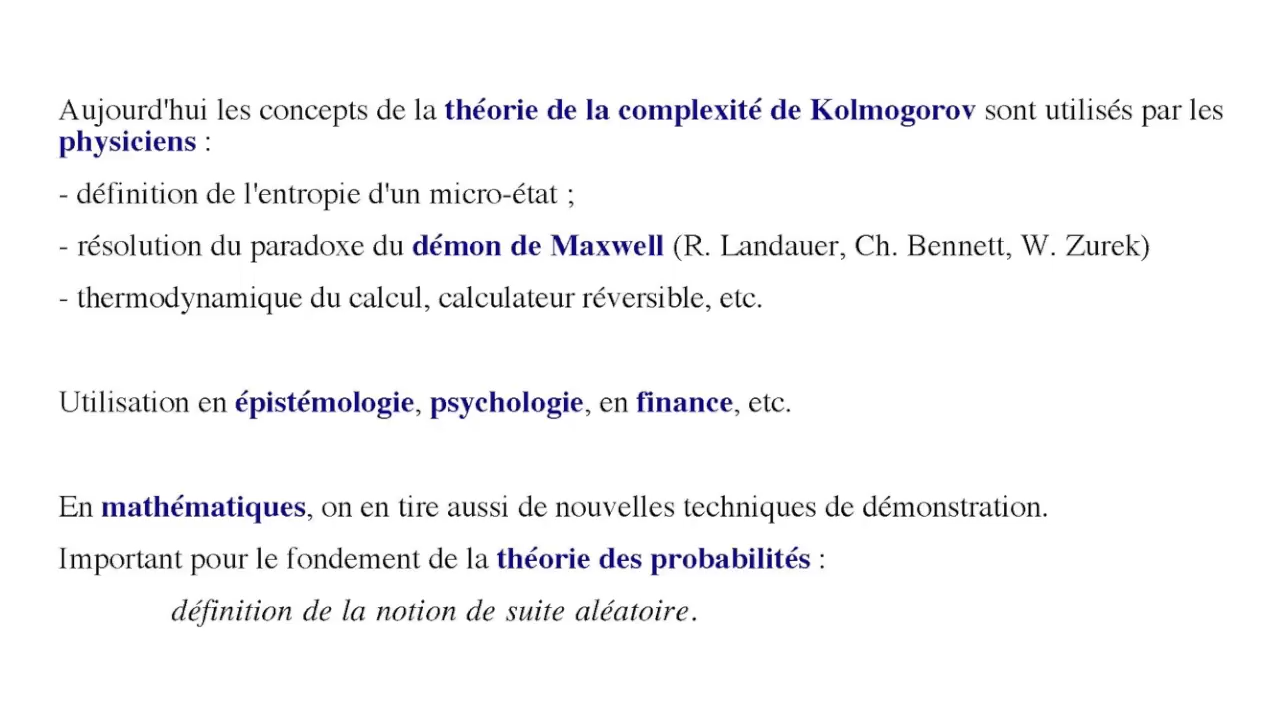 Aujourd'hui les concepts de la théorie de la complexité de Kolmogorov sont utilisés par les
physiciens :
- définition de l'entropie d'un micro-état ;
- résolution du paradoxe du démon de Maxwell (R. Landauer, Ch. Bennett, W. Zurek)
- thermodynamique du calcul, calculateur réversible, etc.
Utilisation en épistémologie, psychologie, en finance, etc.
En mathématiques, on en tire aussi de nouvelles techniques de démonstration.
Important pour le fondement de la théorie des probabilités :
définition de la notion de suite aléatoire.